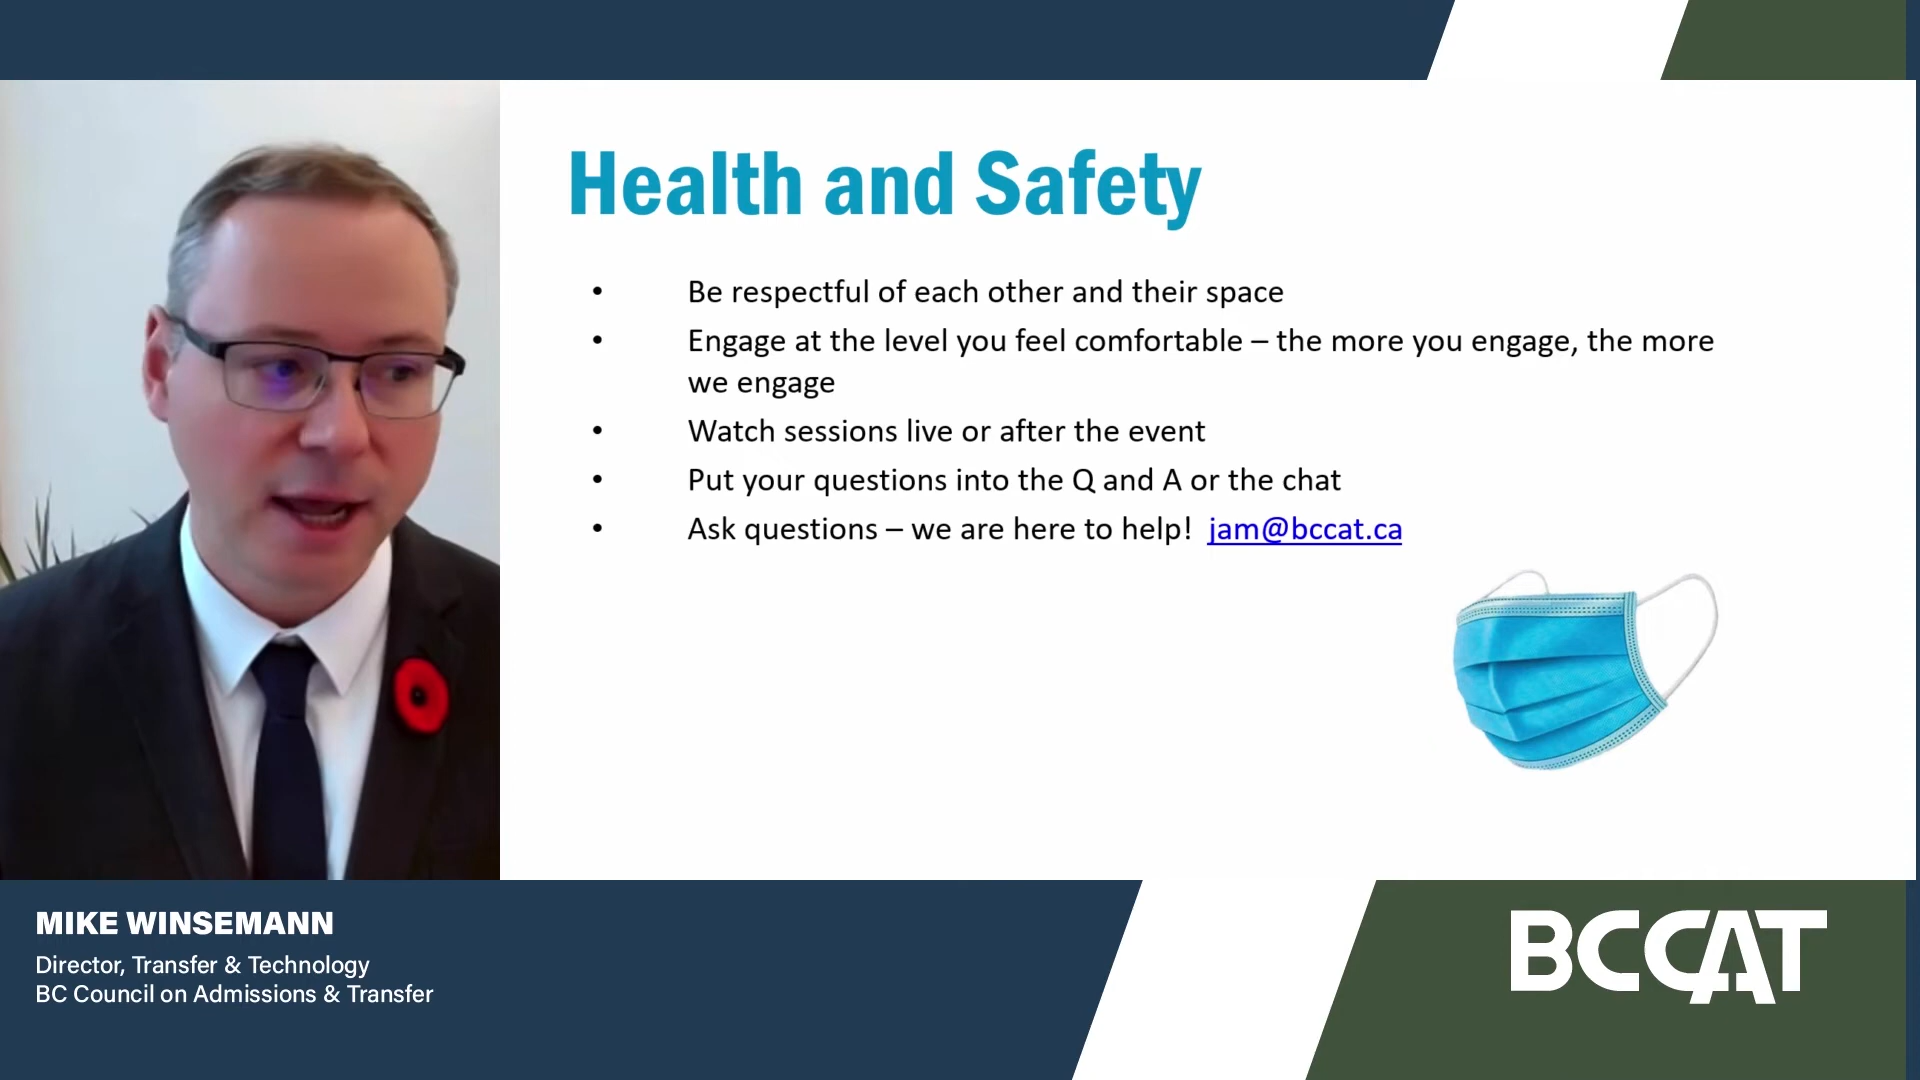 Health and Safety
• Be respectful of each other and their space
• Engage at the level you feel comfortable – the more you engage, the more
we engage
• Watch sessions live or after the event
• Put your questions into the Q and A or the chat
• Ask questions – we are here to help! jam@bccat.ca
MIKE WINSEMANN
Director, Transfer & Technology
BC Council on Admissions & Transfer
BCCAT